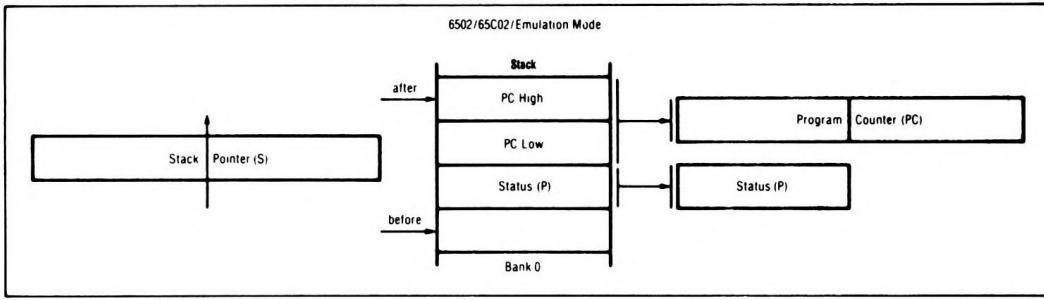 6502/65C02/Emulation Mode
Stack
after
PC High
Program Counter (PC)
Stack Pointer (S)
PC Low
Status (P)
Status (P)
before
Bank 0